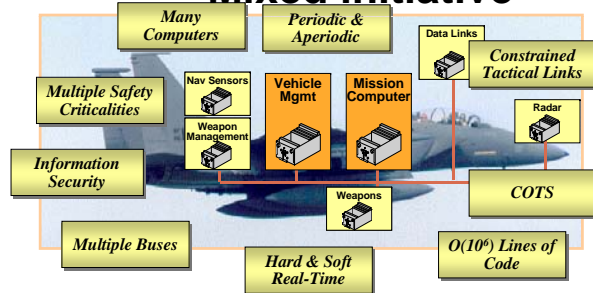 Mixed Initiative
Many
Computers
Periodic &
Aperiodic
Data Links
Constrained
Tactical Links
Nav Sensors
Vehicle
Mgmt
Mission
Computer
Multiple Safety
Criticalities
Radar
Weapon
Management
Information
Security
COTS
Weapons
Multiple Buses
Hard & Soft
Real-Time
O(10⁶) Lines of
Code